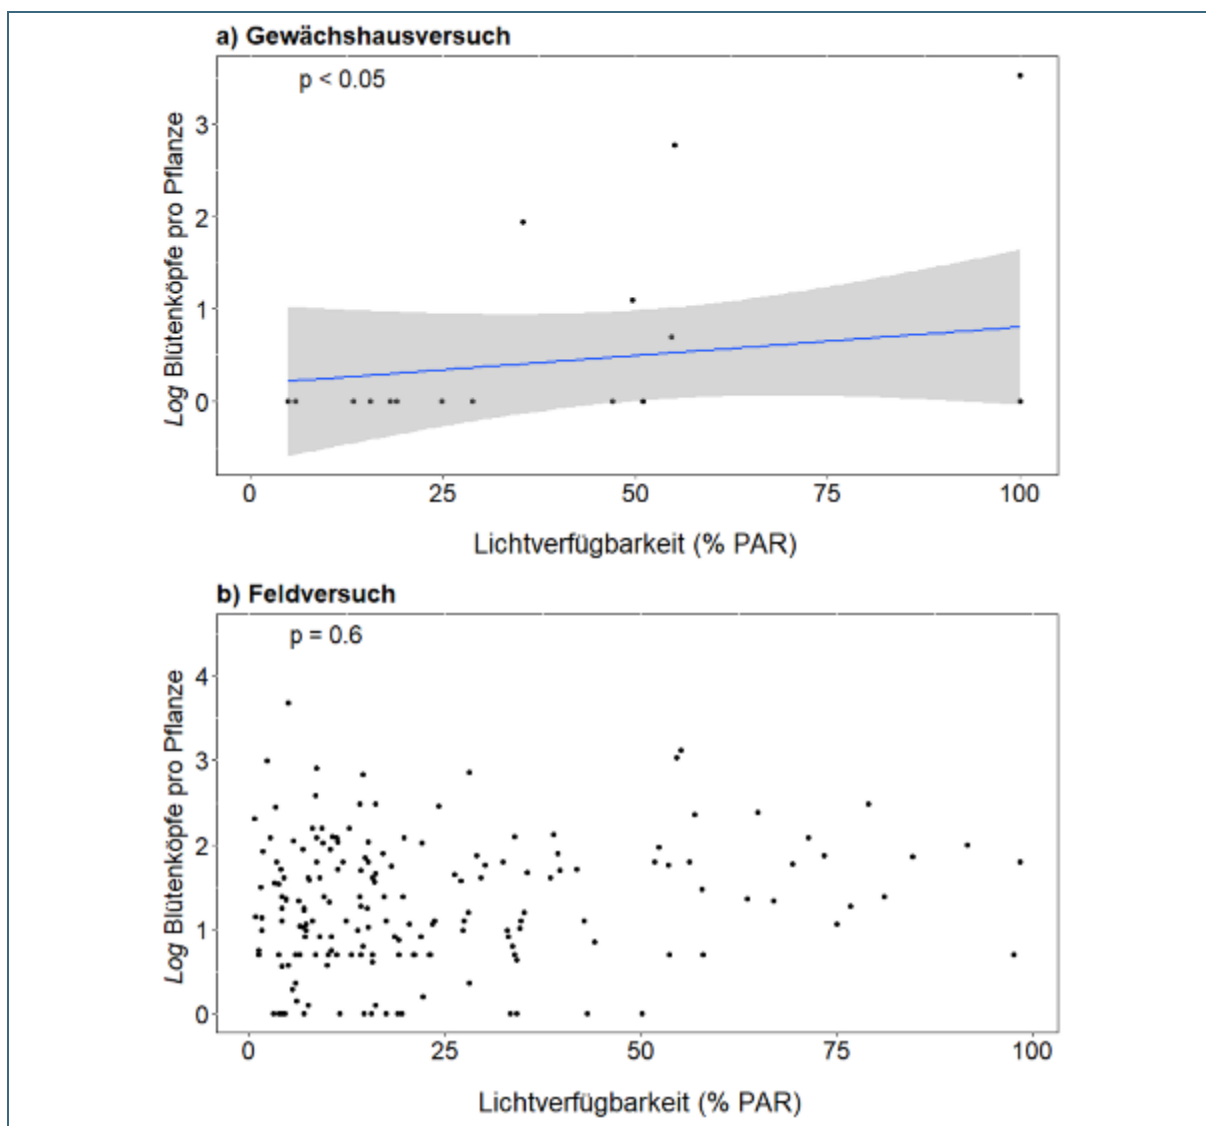 a) Gewächshausversuch
p < 0.05
3
2
1
0
Log Blütenköpfe pro Pflanze
0 25 50 75 100
Lichtverfügbarkeit (% PAR)
b) Feldversuch
p = 0.6
4
3
2
1
0
Log Blütenköpfe pro Pflanze
0 25 50 75 100
Lichtverfügbarkeit (% PAR)